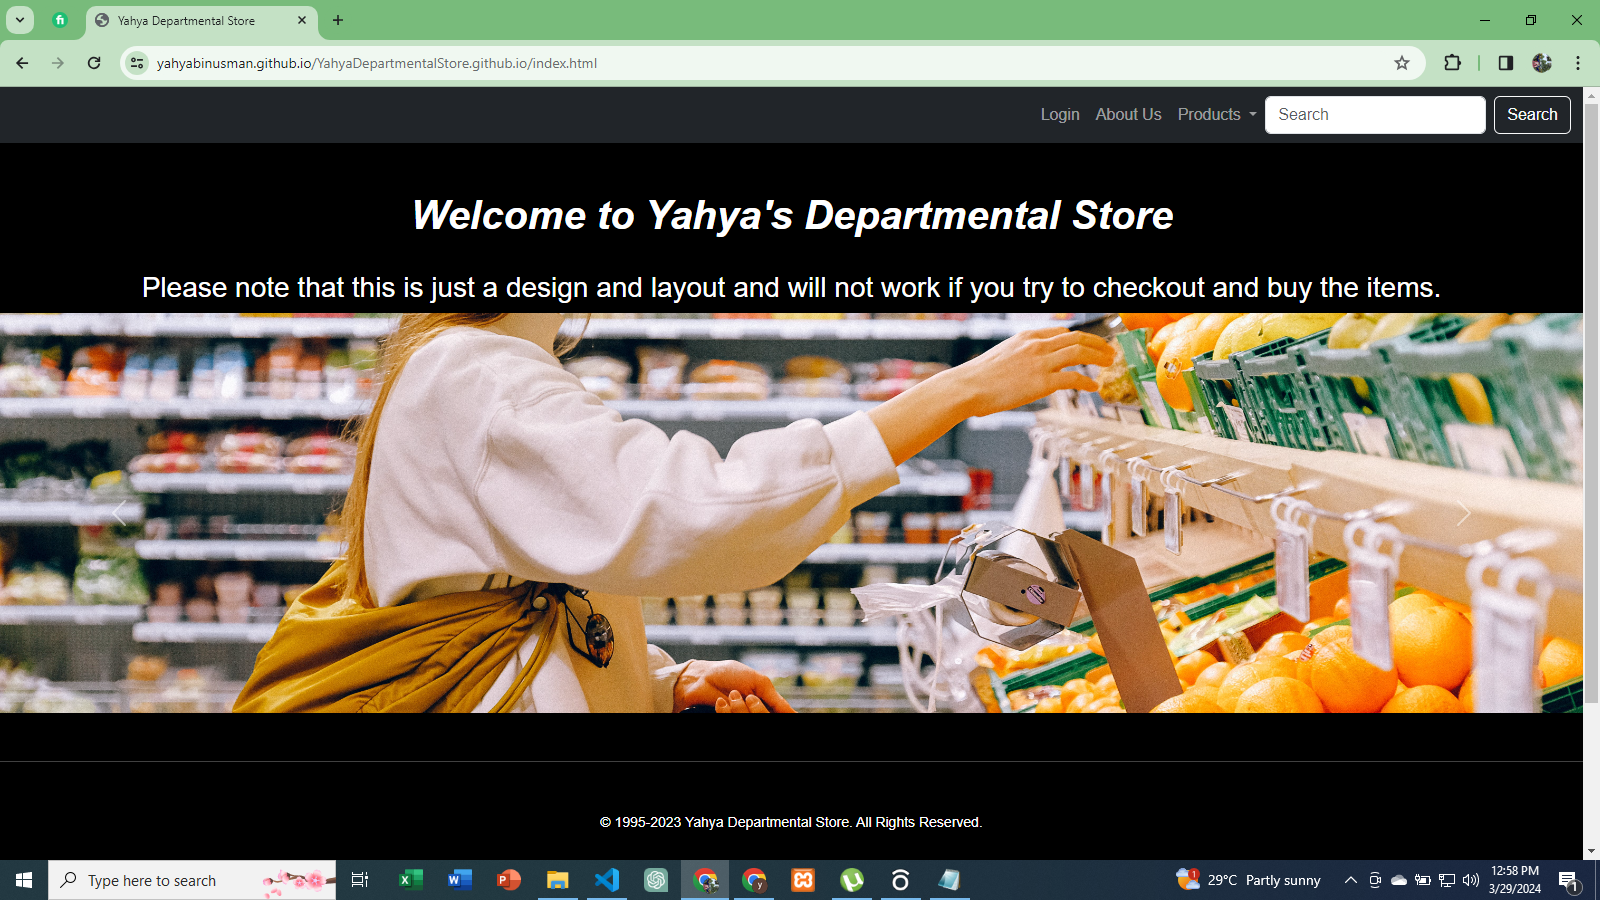 Yahya Departmental Store
yahyabinusman.github.io/YahyaDepartmentalStore.github.io/index.html
Login About Us Products Search Search
Welcome to Yahya's Departmental Store
Please note that this is just a design and layout and will not work if you try to checkout and buy the items.
© 1995-2023 Yahya Departmental Store. All Rights Reserved.
Type here to search
29°C Partly sunny
12:58 PM
3/29/2024